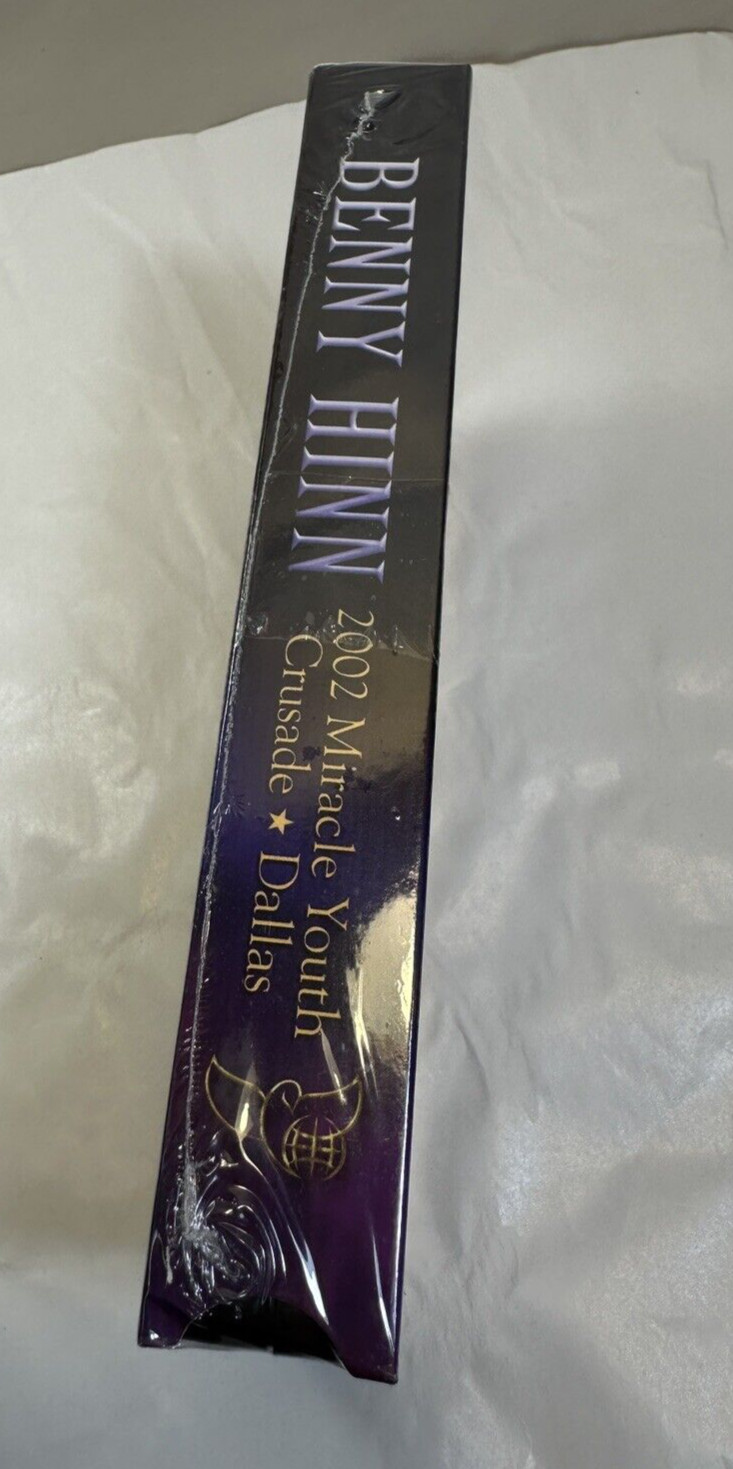 BENNY HINN
2002 Miracle Youth
Crusade ★ Dallas